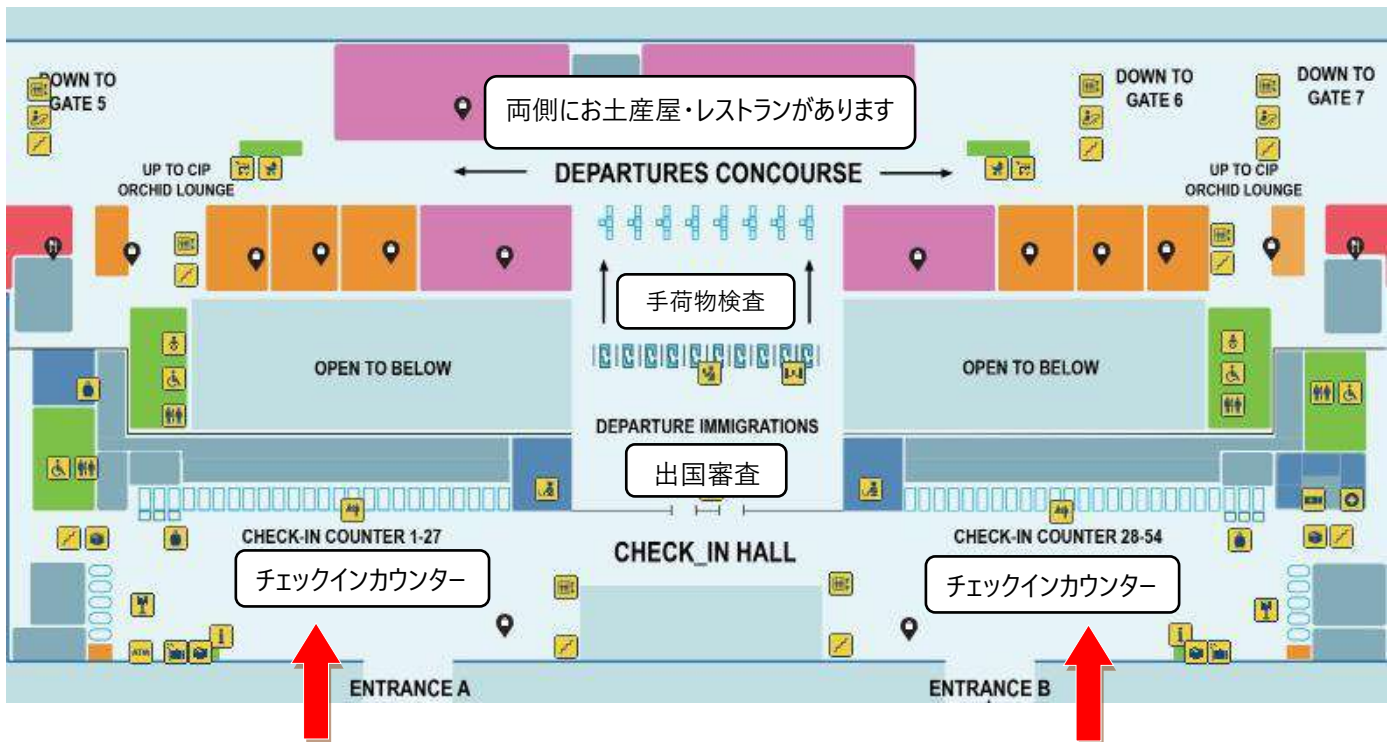 DOWN TO
GATE 5
両側にお土産屋・レストランがあります
DOWN TO
GATE 6
DOWN TO
GATE 7
UP TO CIP
ORCHID LOUNGE
DEPARTURES CONCOURSE
UP TO CIP
ORCHID LOUNGE
手荷物検査
OPEN TO BELOW
OPEN TO BELOW
DEPARTURE IMMIGRATIONS
出国審査
CHECK-IN COUNTER 1-27
CHECK_IN HALL
CHECK-IN COUNTER 28-54
チェックインカウンター
チェックインカウンター
i
i
ATM
ENTRANCE A
ENTRANCE B